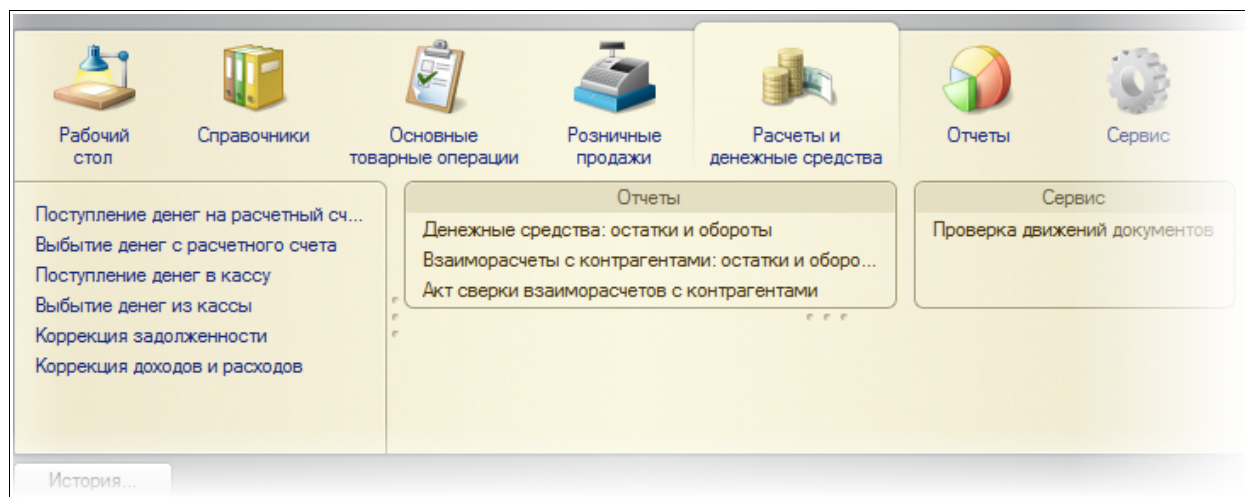 Рабочий
стол
Справочники
Основные
товарные операции
Розничные
продажи
Расчеты и
денежные средства
Отчеты
Сервис
Поступление денег на расчетный сч...
Выбытие денег с расчетного счета
Поступление денег в кассу
Выбытие денег из кассы
Коррекция задолженности
Коррекция доходов и расходов
Отчеты
Денежные средства: остатки и обороты
Взаиморасчеты с контрагентами: остатки и оборо...
Акт сверки взаиморасчетов с контрагентами
Сервис
Проверка движений документов
История...